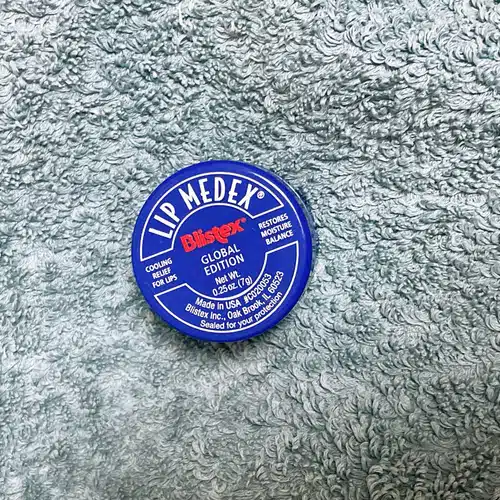 LIP MEDEX®
Blistex®
COOLING
RELIEF
FOR LIPS
GLOBAL
EDITION
RESTORES
MOISTURE
BALANCE
Net Wt.
0.25 oz. (7g)
Made in USA #C020053
Blistex Inc., Oak Brook, IL 60523
Sealed for your protection